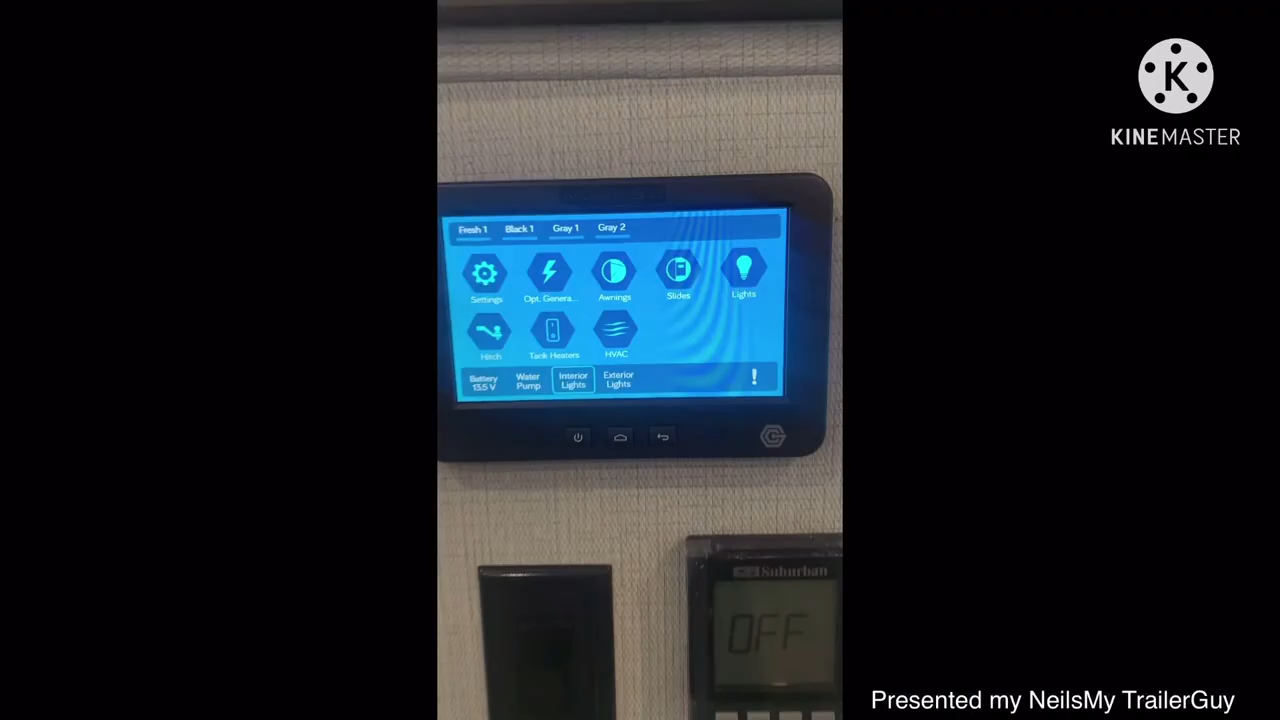 K
KINEMASTER
Fresh 1 Black 1 Gray 1 Gray 2
Settings Opt. Genera... Awnings Slides Lights
Hitch Tank Heaters HVAC
Battery
13.5 V
Water
Pump
Interior
Lights
Exterior
Lights
!
Suburban
OFF
Presented my NeilsMy TrailerGuy